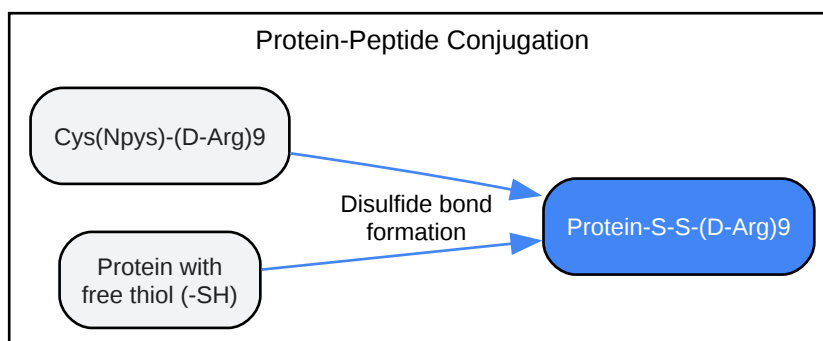 Protein-Peptide Conjugation
Cys(Npys)-(D-Arg)9
Disulfide bond
formation
Protein-S-S-(D-Arg)9
Protein with
free thiol (-SH)